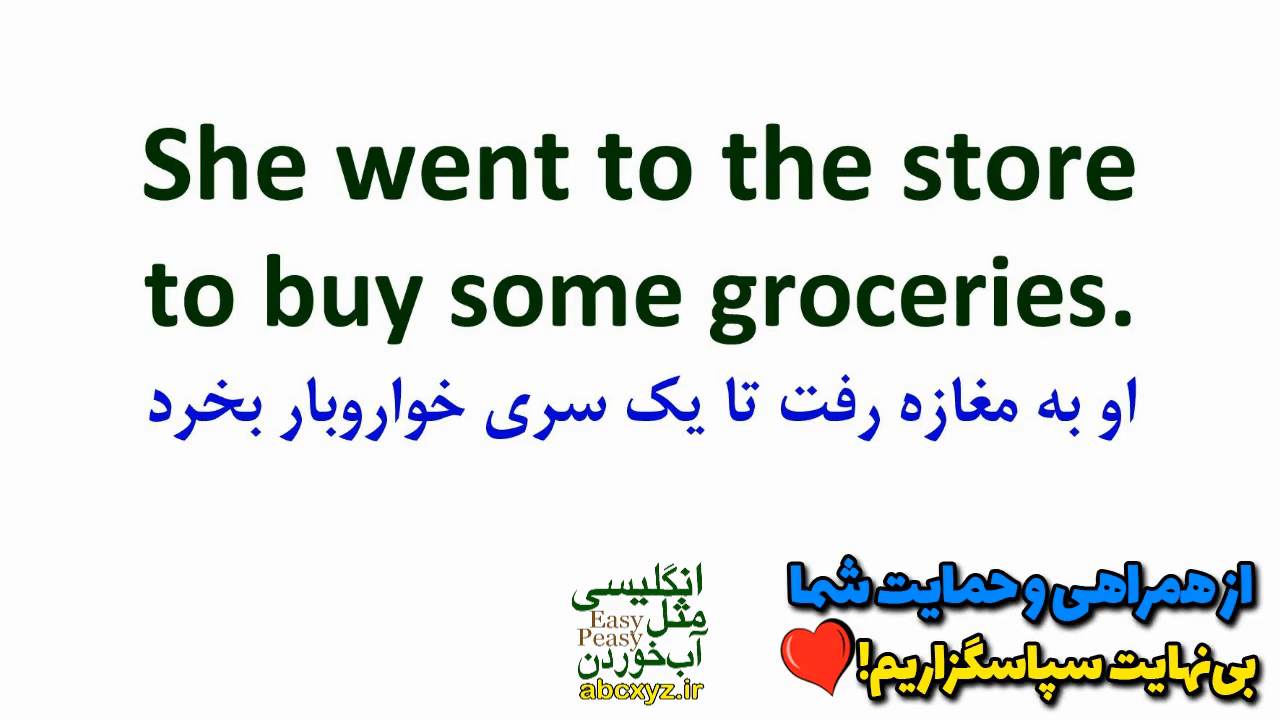 She went to the store
to buy some groceries.
او به مغازه رفت تا یک سری خواروبار بخرد
انگلیسی
مثل
Easy
Peasy
آب‌خوردن
abcxyz.ir
از همراهی و حمایت شما
بی‌نهایت سپاسگزاریم!